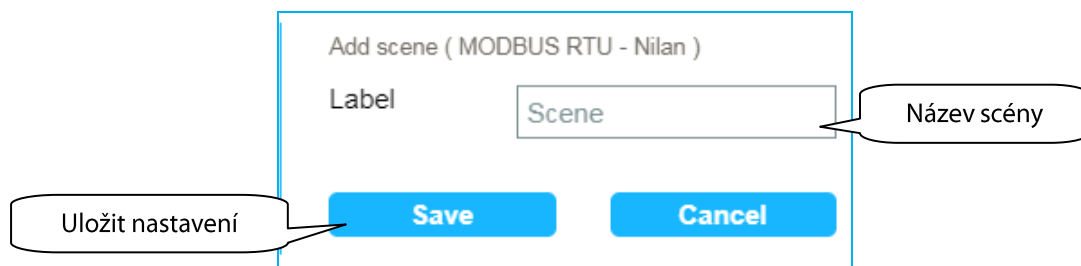 Add scene ( MODBUS RTU - Nilan )
Label
Scene
Název scény
Uložit nastavení
Save
Cancel